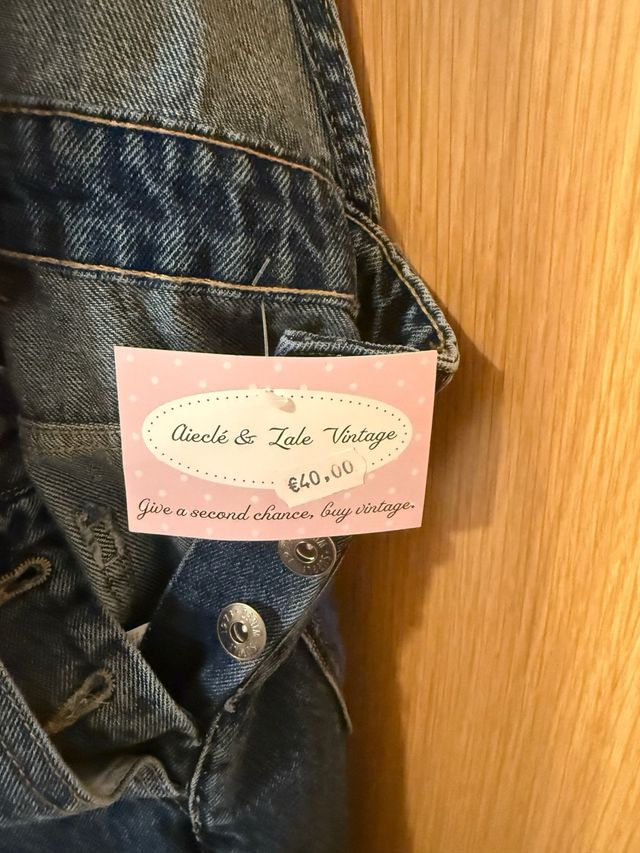 Aieclé & Zale Vintage
€40,00
Give a second chance, buy vintage.